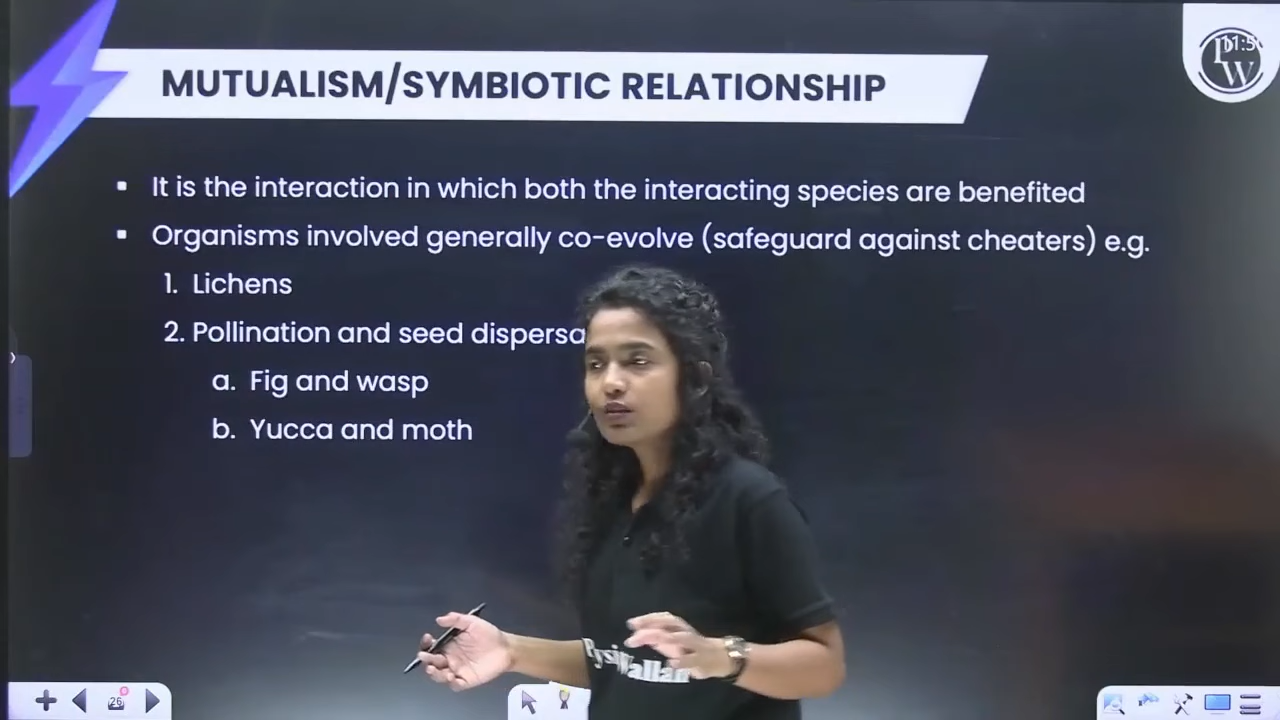 MUTUALISM/SYMBIOTIC RELATIONSHIP
▪ It is the interaction in which both the interacting species are benefited
▪ Organisms involved generally co-evolve (safeguard against cheaters) e.g.
1. Lichens
2. Pollination and seed dispersa
a. Fig and wasp
b. Yucca and moth
26